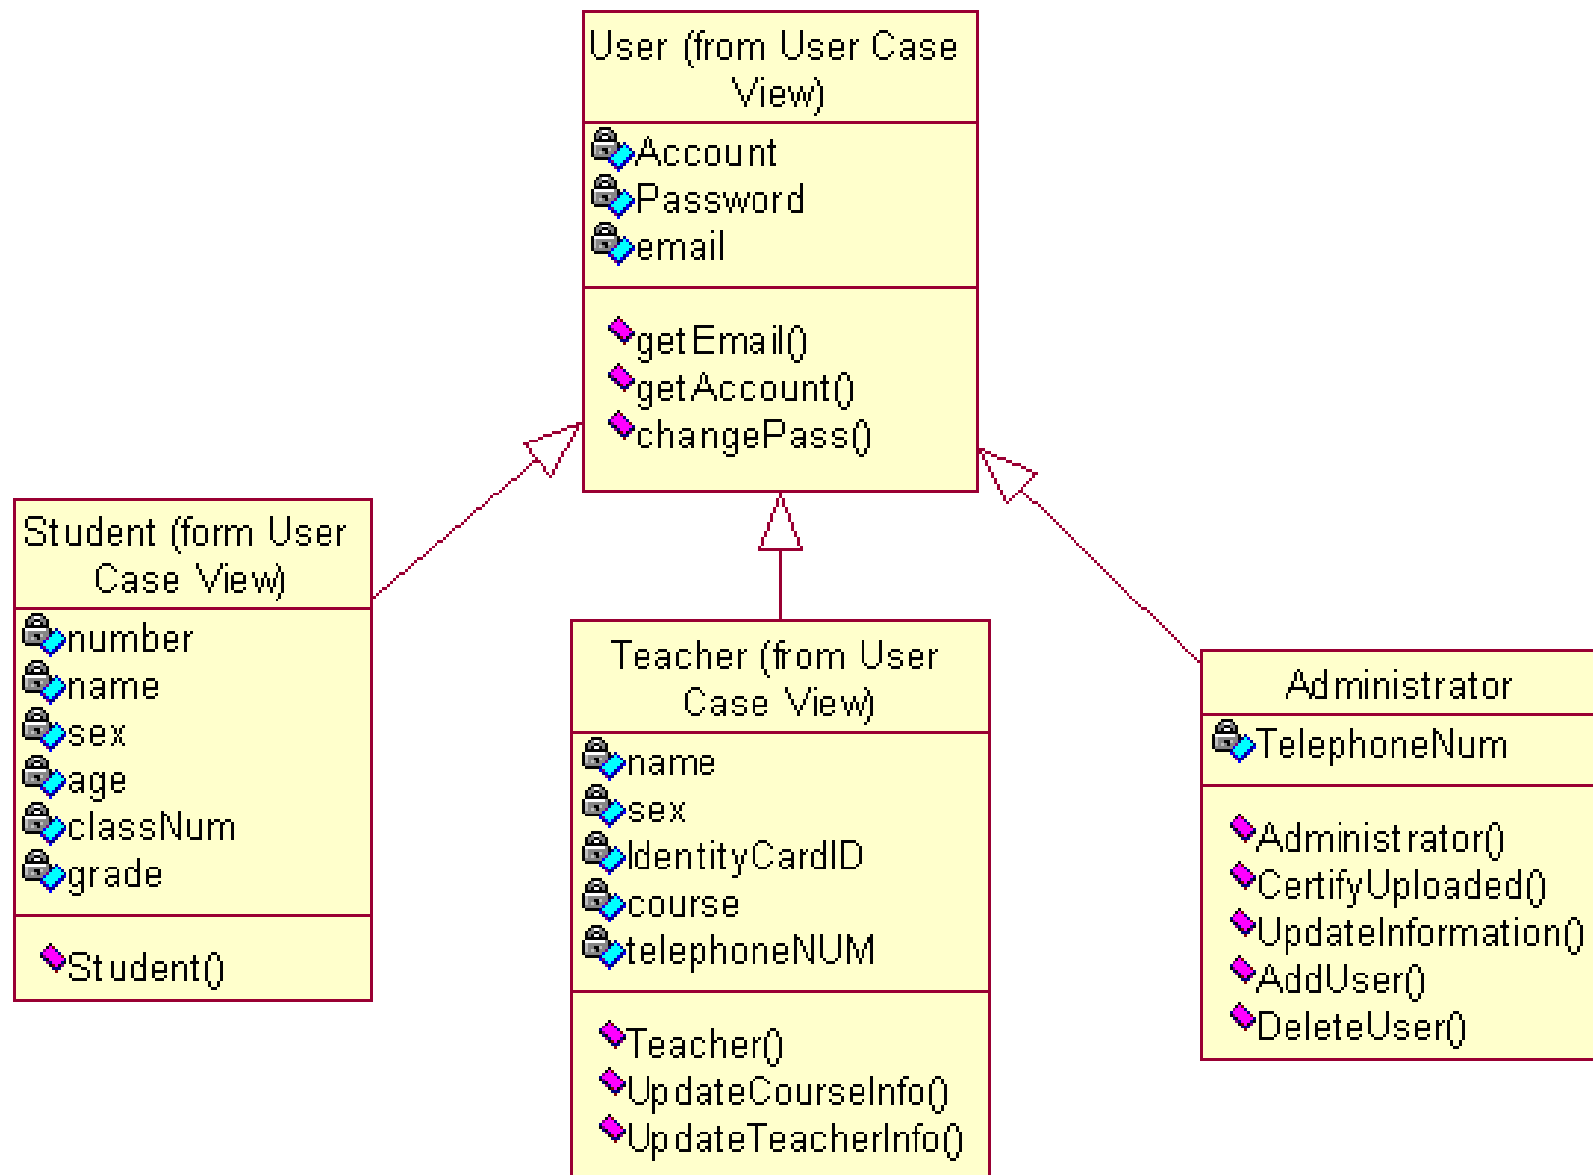 User (from User Case
View)
Account
Password
email
getEmail()
getAccount()
changePass()
Student (form User
Case View)
number
name
sex
age
classNum
grade
Student()
Teacher (from User
Case View)
name
sex
IdentityCardID
course
telephoneNUM
Teacher()
UpdateCourseInfo()
UpdateTeacherInfo()
Administrator
TelephoneNum
Administrator()
CertifyUploaded()
UpdateInformation()
AddUser()
DeleteUser()